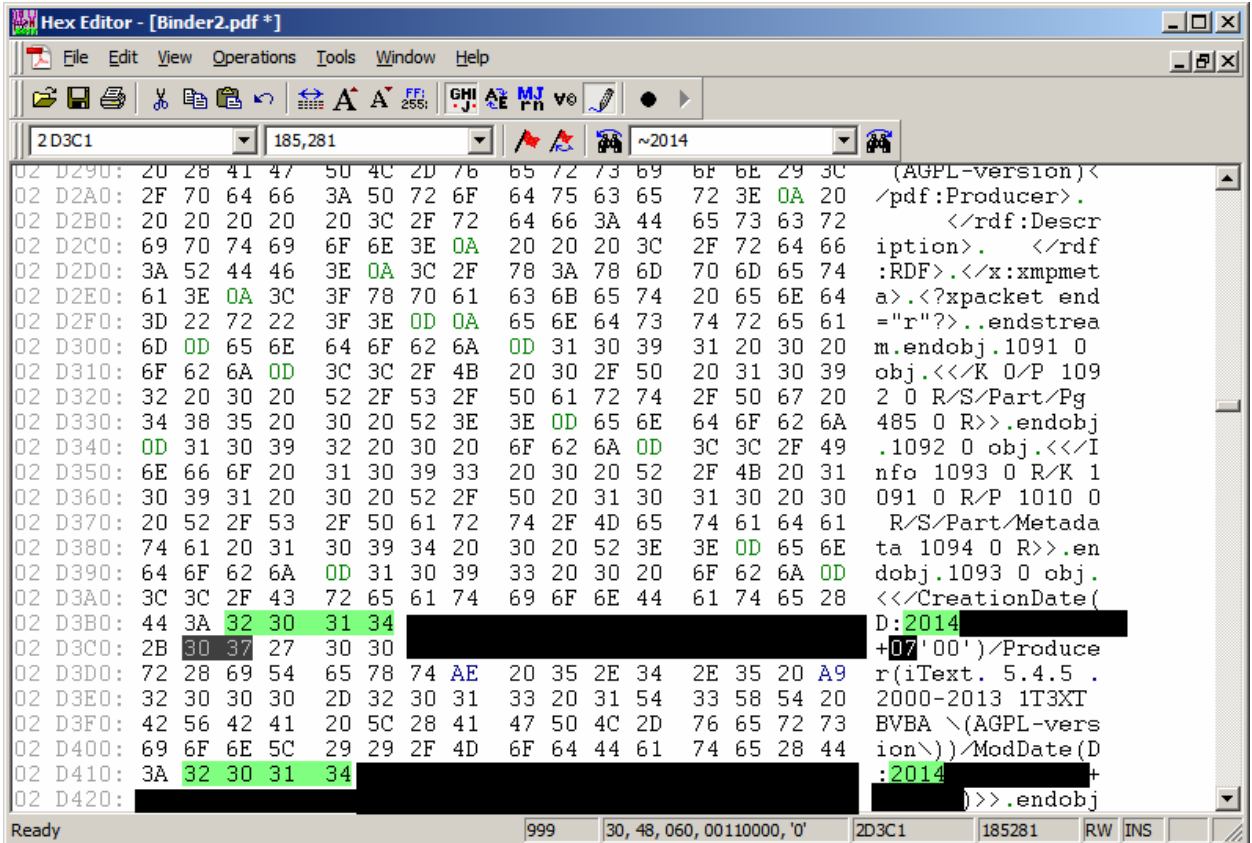 Hex Editor - [Binder2.pdf *]
File Edit View Operations Tools Window Help
2D3C1 185,281 ~2014
02 D290: 20 28 41 47 50 4C 2D 76 65 72 73 69 6F 6E 29 3C (AGPL-version)<
02 D2A0: 2F 70 64 66 3A 50 72 6F 64 75 63 65 72 3E 0A 20 /pdf:Producer>.
02 D2B0: 20 20 20 20 20 3C 2F 72 64 66 3A 44 65 73 63 72 </rdf:Descr
02 D2C0: 69 70 74 69 6F 6E 3E 0A 20 20 20 3C 2F 72 64 66 iption>. </rdf
02 D2D0: 3A 52 44 46 3E 0A 3C 2F 78 3A 78 6D 70 6D 65 74 :RDF>.</x:xmpmet
02 D2E0: 61 3E 0A 3C 3F 78 70 61 63 6B 65 74 20 65 6E 64 a>.<?xpacket end
02 D2F0: 3D 22 72 22 3F 3E 0D 0A 65 6E 64 73 74 72 65 61 ="r"?>..endstrea
02 D300: 6D 0D 65 6E 64 6F 62 6A 0D 31 30 39 31 20 30 20 m.endobj.1091 0
02 D310: 6F 62 6A 0D 3C 3C 2F 4B 20 30 2F 50 20 31 30 39 obj.<</K 0/P 109
02 D320: 32 20 30 20 52 2F 53 2F 50 61 72 74 2F 50 67 20 2 0 R/S/Part/Pg
02 D330: 34 38 35 20 30 20 52 3E 3E 0D 65 6E 64 6F 62 6A 485 0 R>>.endobj
02 D340: 0D 31 30 39 32 20 30 20 6F 62 6A 0D 3C 3C 2F 49 .1092 0 obj.<</I
02 D350: 6E 66 6F 20 31 30 39 33 20 30 20 52 2F 4B 20 31 nfo 1093 0 R/K 1
02 D360: 30 39 31 20 30 20 52 2F 50 20 31 30 31 30 20 30 091 0 R/P 1010 0
02 D370: 20 52 2F 53 2F 50 61 72 74 2F 4D 65 74 61 64 61 R/S/Part/Metada
02 D380: 74 61 20 31 30 39 34 20 30 20 52 3E 3E 0D 65 6E ta 1094 0 R>>.en
02 D390: 64 6F 62 6A 0D 31 30 39 33 20 30 20 6F 62 6A 0D dobj.1093 0 obj.
02 D3A0: 3C 3C 2F 43 72 65 61 74 69 6F 6E 44 61 74 65 28 <</CreationDate(
02 D3B0: 44 3A 32 30 31 34 D:2014
02 D3C0: 2B 30 37 27 30 30 +07'00')/Produce
02 D3D0: 72 28 69 54 65 78 74 AE 20 35 2E 34 2E 35 20 A9 r(iText. 5.4.5 .
02 D3E0: 32 30 30 30 2D 32 30 31 33 20 31 54 33 58 54 20 2000-2013 1T3XT
02 D3F0: 42 56 42 41 20 5C 28 41 47 50 4C 2D 76 65 72 73 BVBA \(AGPL-vers
02 D400: 69 6F 6E 5C 29 29 2F 4D 6F 64 44 61 74 65 28 44 ion\))/ModDate(D
02 D410: 3A 32 30 31 34 :2014 +
02 D420: )>>.endobj
Ready 999 30, 48, 060, 00110000, '0' 2D3C1 185281 RW INS